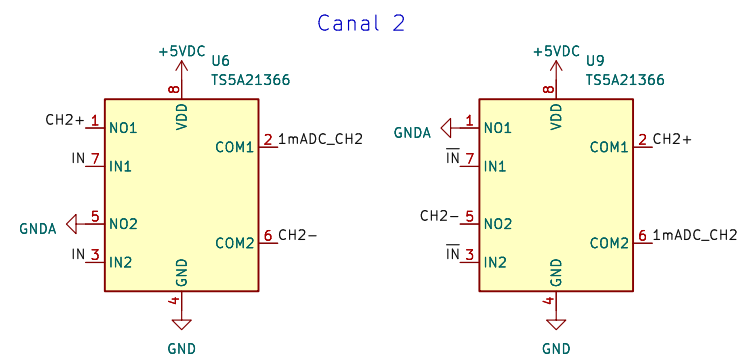 Canal 2
+5VDC
U6
TS5A21366
8
VDD
CH2+
1
NO1
COM1
2
1mADC_CH2
IN
7
IN1
GNDA
5
NO2
COM2
6
CH2-
IN
3
IN2
GND
4
GND
+5VDC
U9
TS5A21366
8
VDD
GNDA
1
NO1
COM1
2
CH2+
I̅N̅
7
IN1
CH2-
5
NO2
COM2
6
1mADC_CH2
I̅N̅
3
IN2
GND
4
GND